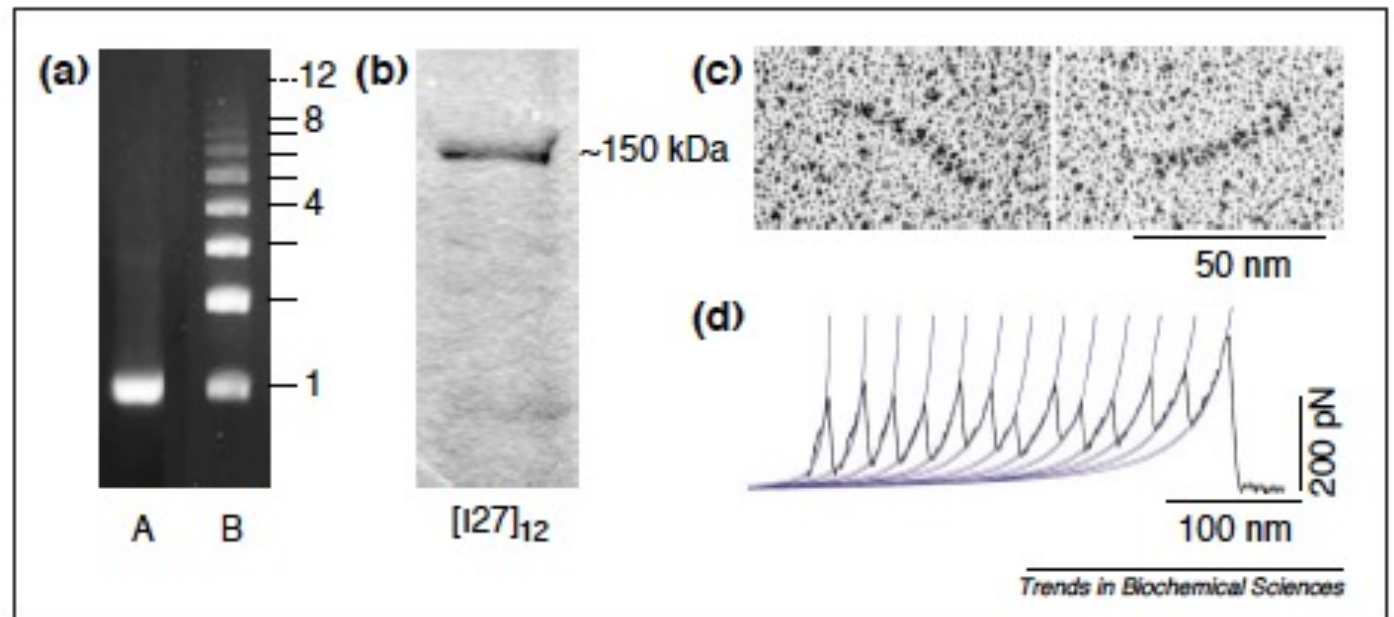 (a)
12
8
4
1
A B
(b)
~150 kDa
[I27]12
(c)
50 nm
(d)
200 pN
100 nm
Trends in Biochemical Sciences